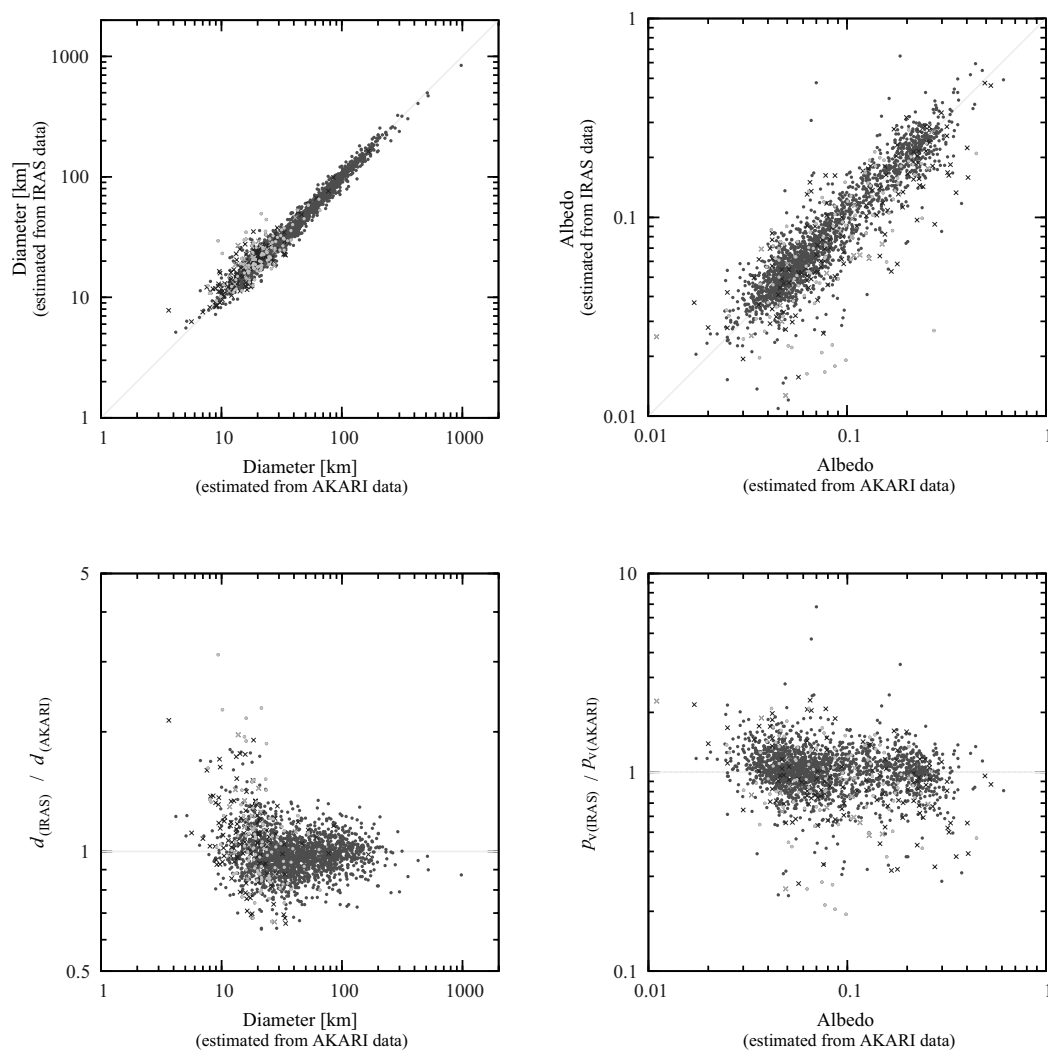 1000
100
10
1
Diameter [km]
(estimated from IRAS data)
1 10 100 1000
Diameter [km]
(estimated from AKARI data)
1
0.1
0.01
Albedo
(estimated from IRAS data)
0.01 0.1 1
Albedo
(estimated from AKARI data)
5
1
0.5
d(IRAS) / d(AKARI)
1 10 100 1000
Diameter [km]
(estimated from AKARI data)
10
1
0.1
pv(IRAS) / pv(AKARI)
0.01 0.1 1
Albedo
(estimated from AKARI data)